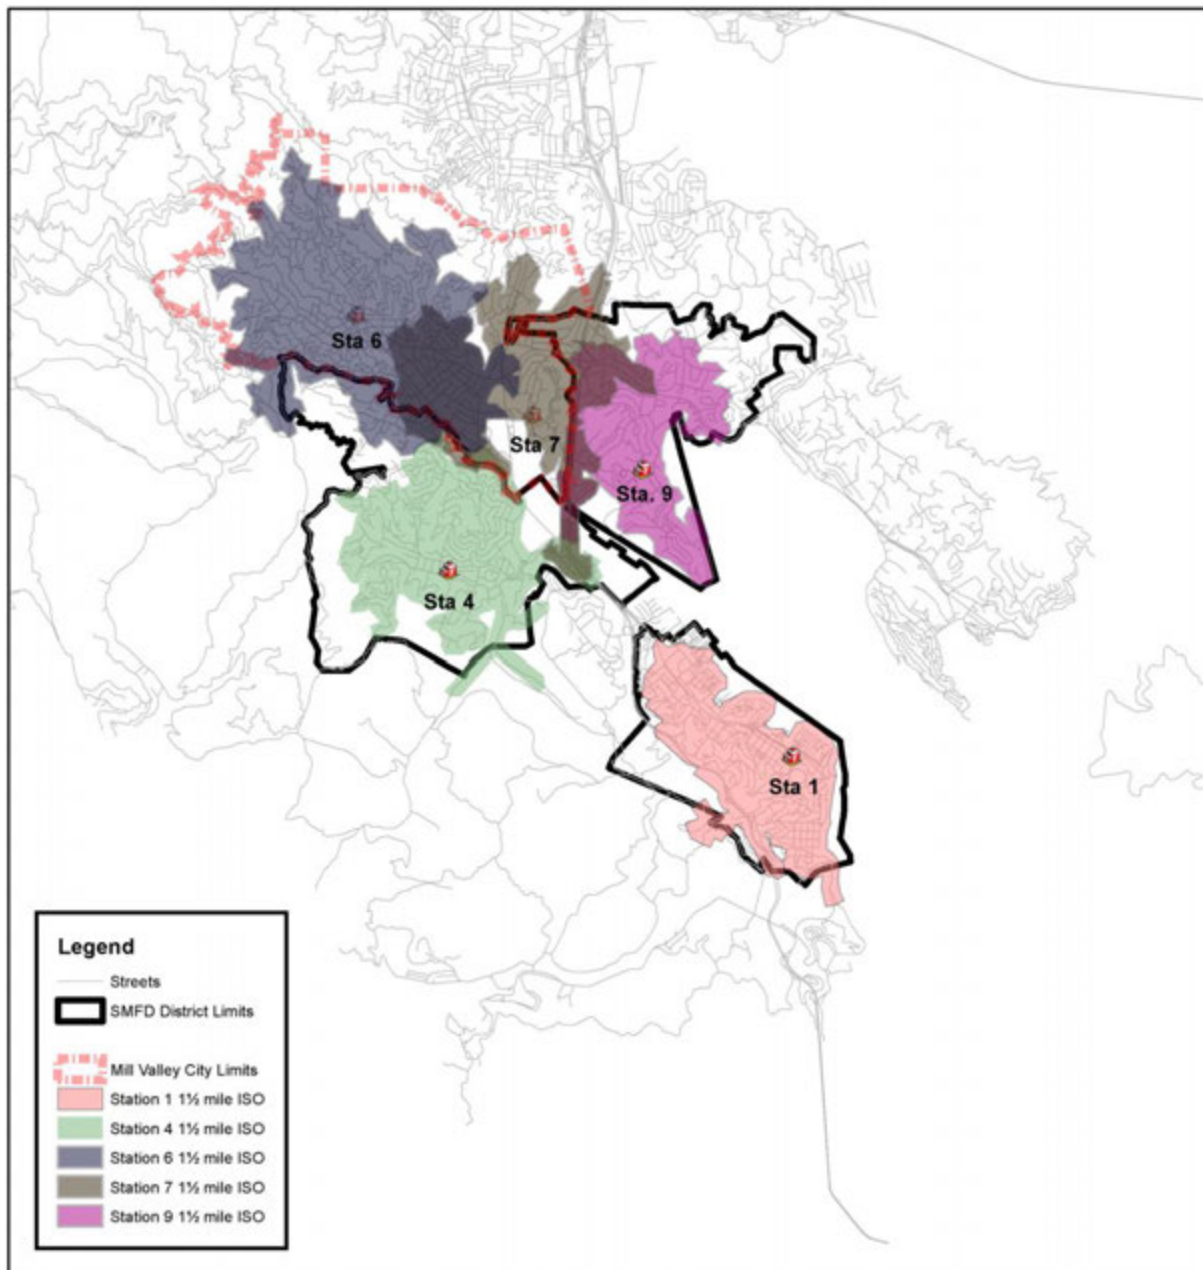 Sta 6
Sta 7
Sta. 9
Sta 4
Sta 1
Legend
Streets
SMFD District Limits
Mill Valley City Limits
Station 1 1½ mile ISO
Station 4 1½ mile ISO
Station 6 1½ mile ISO
Station 7 1½ mile ISO
Station 9 1½ mile ISO